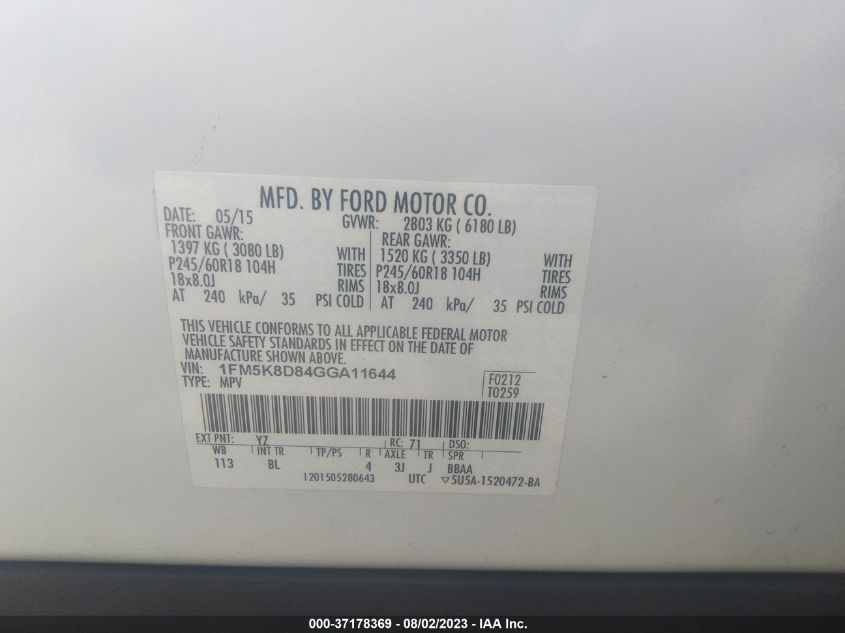 MFD. BY FORD MOTOR CO.
DATE: 05/15 GVWR: 2803 KG ( 6180 LB)
FRONT GAWR: REAR GAWR:
1397 KG ( 3080 LB) WITH 1520 KG ( 3350 LB) WITH
P245/60R18 104H TIRES P245/60R18 104H TIRES
18x8.0J RIMS 18x8.0J RIMS
AT 240 kPa/ 35 PSI COLD AT 240 kPa/ 35 PSI COLD
THIS VEHICLE CONFORMS TO ALL APPLICABLE FEDERAL MOTOR
VEHICLE SAFETY STANDARDS IN EFFECT ON THE DATE OF
MANUFACTURE SHOWN ABOVE.
VIN: 1FM5K8D84GGA11644 F0212
TYPE: MPV T0259
EXT PNT: YZ RC: 71 DSO:
WB INT TR TP/PS R AXLE TR SPR
113 BL 4 3J J BBAA
1201505280643 UTC ▽5U5A-1520472-BA
000-37178369 - 08/02/2023 - IAA Inc.